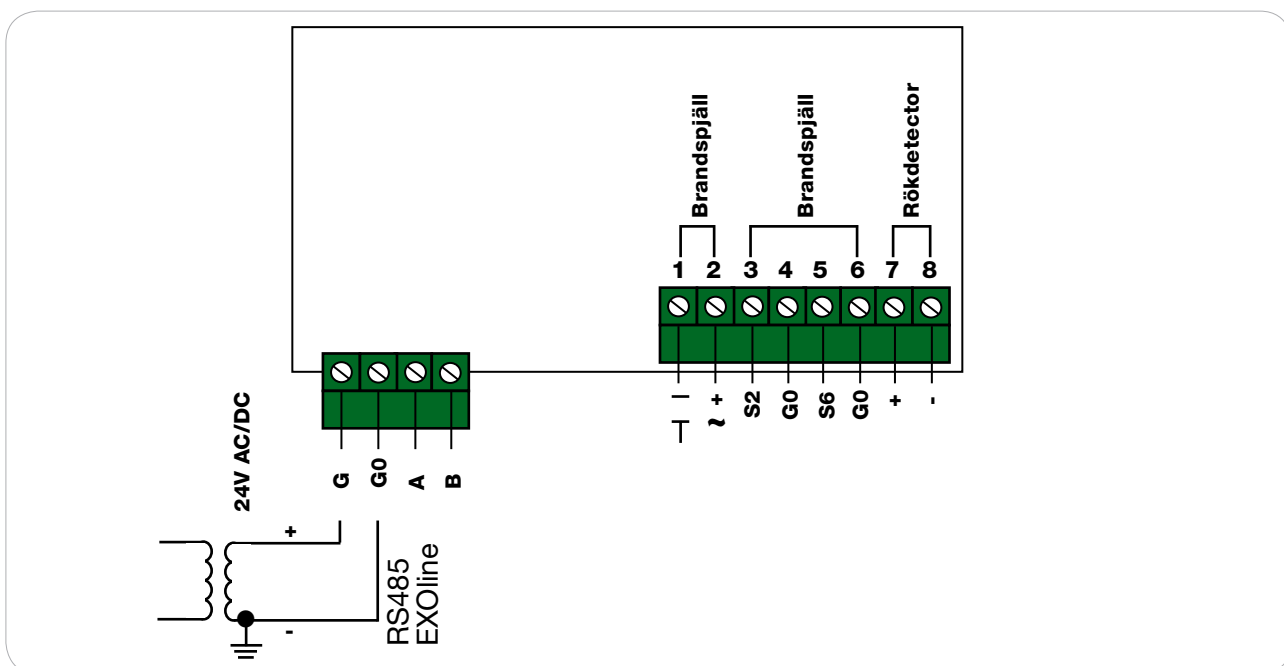 Brandspjäll
Brandspjäll
Rökdetector
1 2 3 4 5 6 7 8
⊥ ~ + S2 G0 S6 G0 + -
24V AC/DC
G G0 A B
+
-
RS485
EXOline